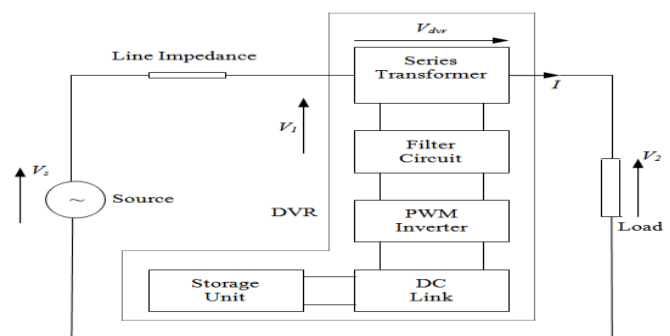 V_dvr
Line Impedance
Series
Transformer
I
V_1
Filter
Circuit
V_2
V_s
Source
DVR
PWM
Inverter
Load
Storage
Unit
DC
Link